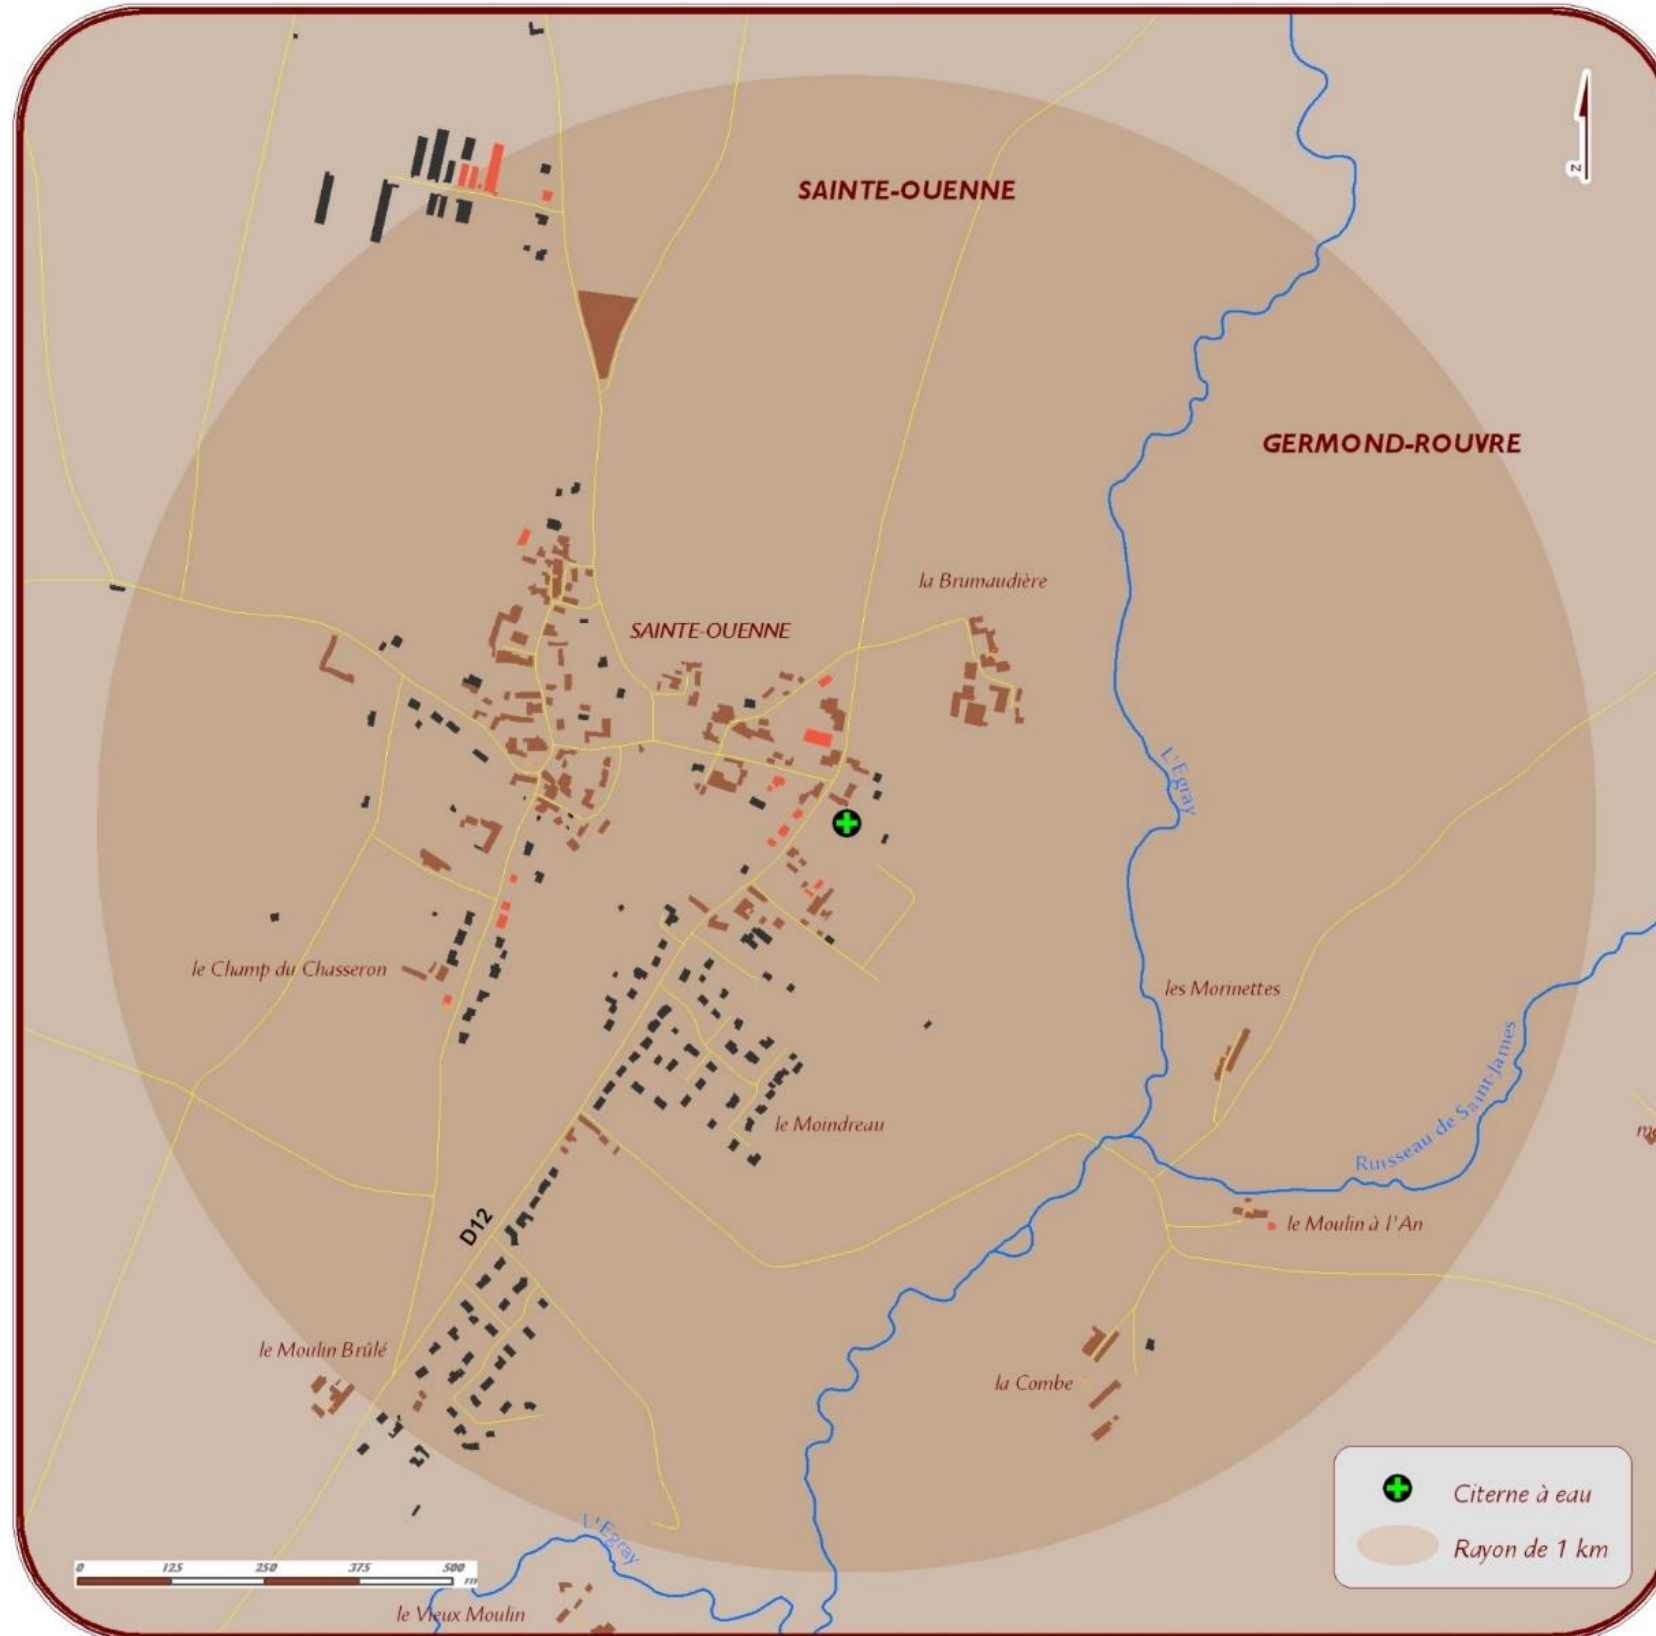 SAINTE-OUENNE
N
GERMOND-ROUVRE
la Brumaudière
SAINTE-OUENNE
L'Egray
le Champ du Chasseron
les Morinettes
Ruisseau de Saint-James
le Moindreau
D12
le Moulin à l'An
le Moulin Brûlé
la Combe
Citerne à eau
L'Egray
Rayon de 1 km
0 125 250 375 500
m
le Vieux Moulin